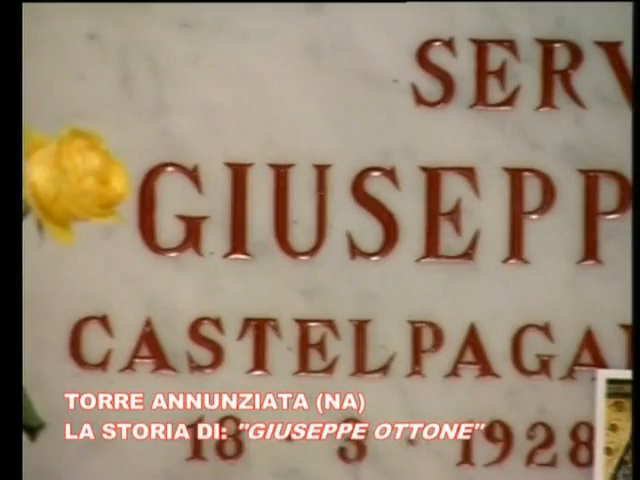 SERV
GIUSEPP
CASTELPAGA
18 - 3 - 1928
TORRE ANNUNZIATA (NA)
LA STORIA DI: "GIUSEPPE OTTONE"